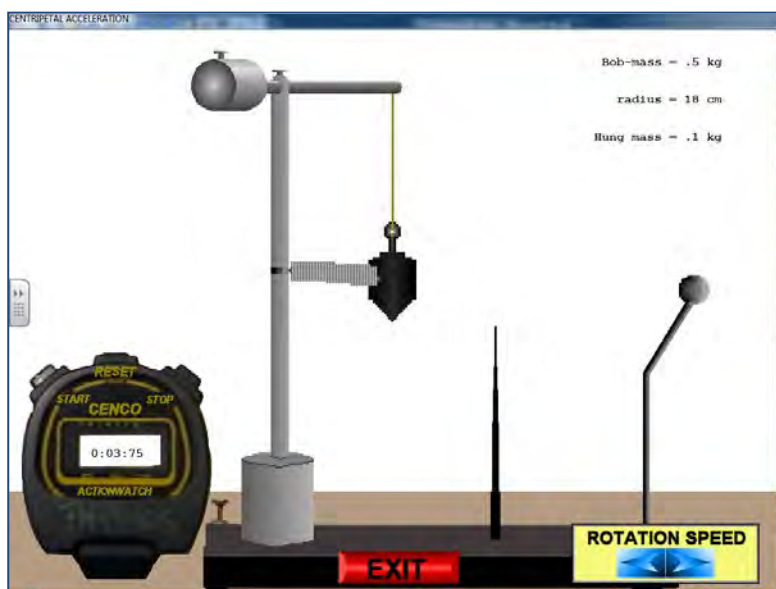 CENTRIPETAL ACCELERATION
Bob-mass = .5 kg
radius = 18 cm
Hung mass = .1 kg
RESET
START STOP
CENCO
0:03:75
ACTIONWATCH
PHYSICS
ROTATION SPEED
EXIT